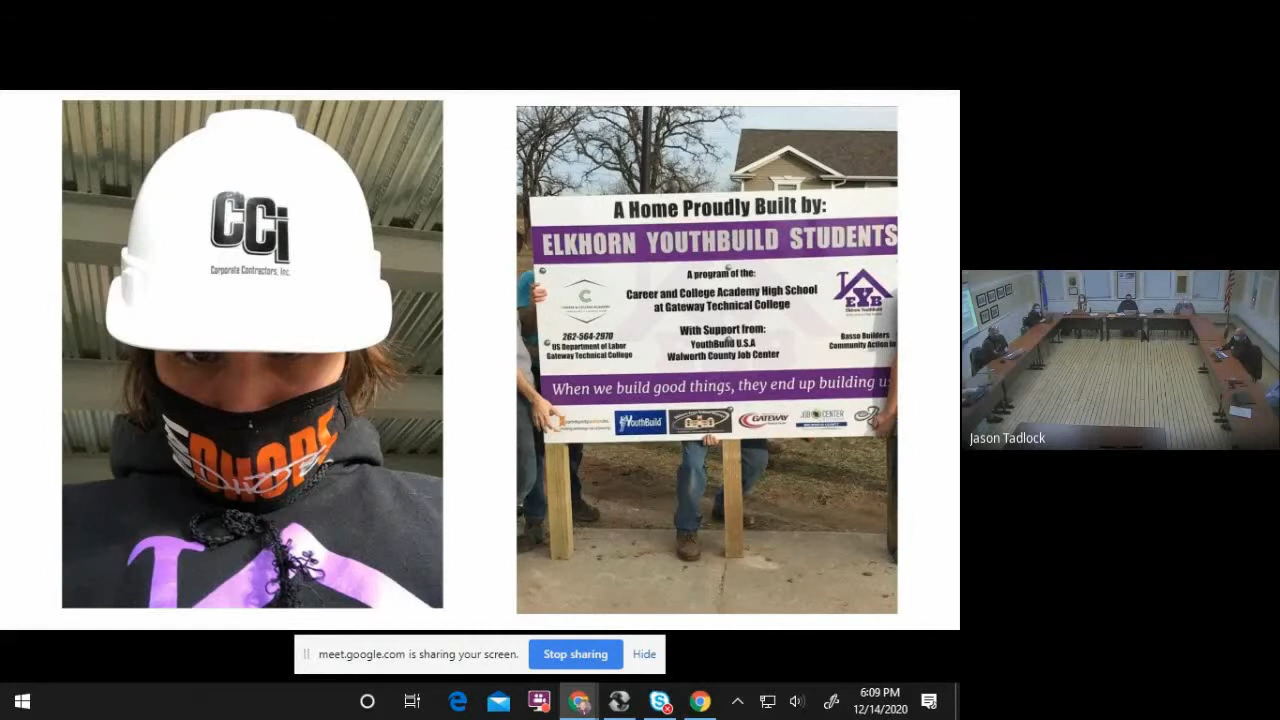 CCi
Corporate Contractors, Inc.
A Home Proudly Built by:
ELKHORN YOUTHBUILD STUDENTS
A program of the:
Career and College Academy High School
at Gateway Technical College
EYB
Elkhorn YouthBuild
262-564-2970
US Department of Labor
Gateway Technical College
With Support from:
YouthBuild U.S.A
Walworth County Job Center
Basso Builders
Community Action In
When we build good things, they end up building us
YouthBuild
GATEWAY
JOB CENTER
Jason Tadlock
meet.google.com is sharing your screen.
Stop sharing
Hide
6:09 PM
12/14/2020